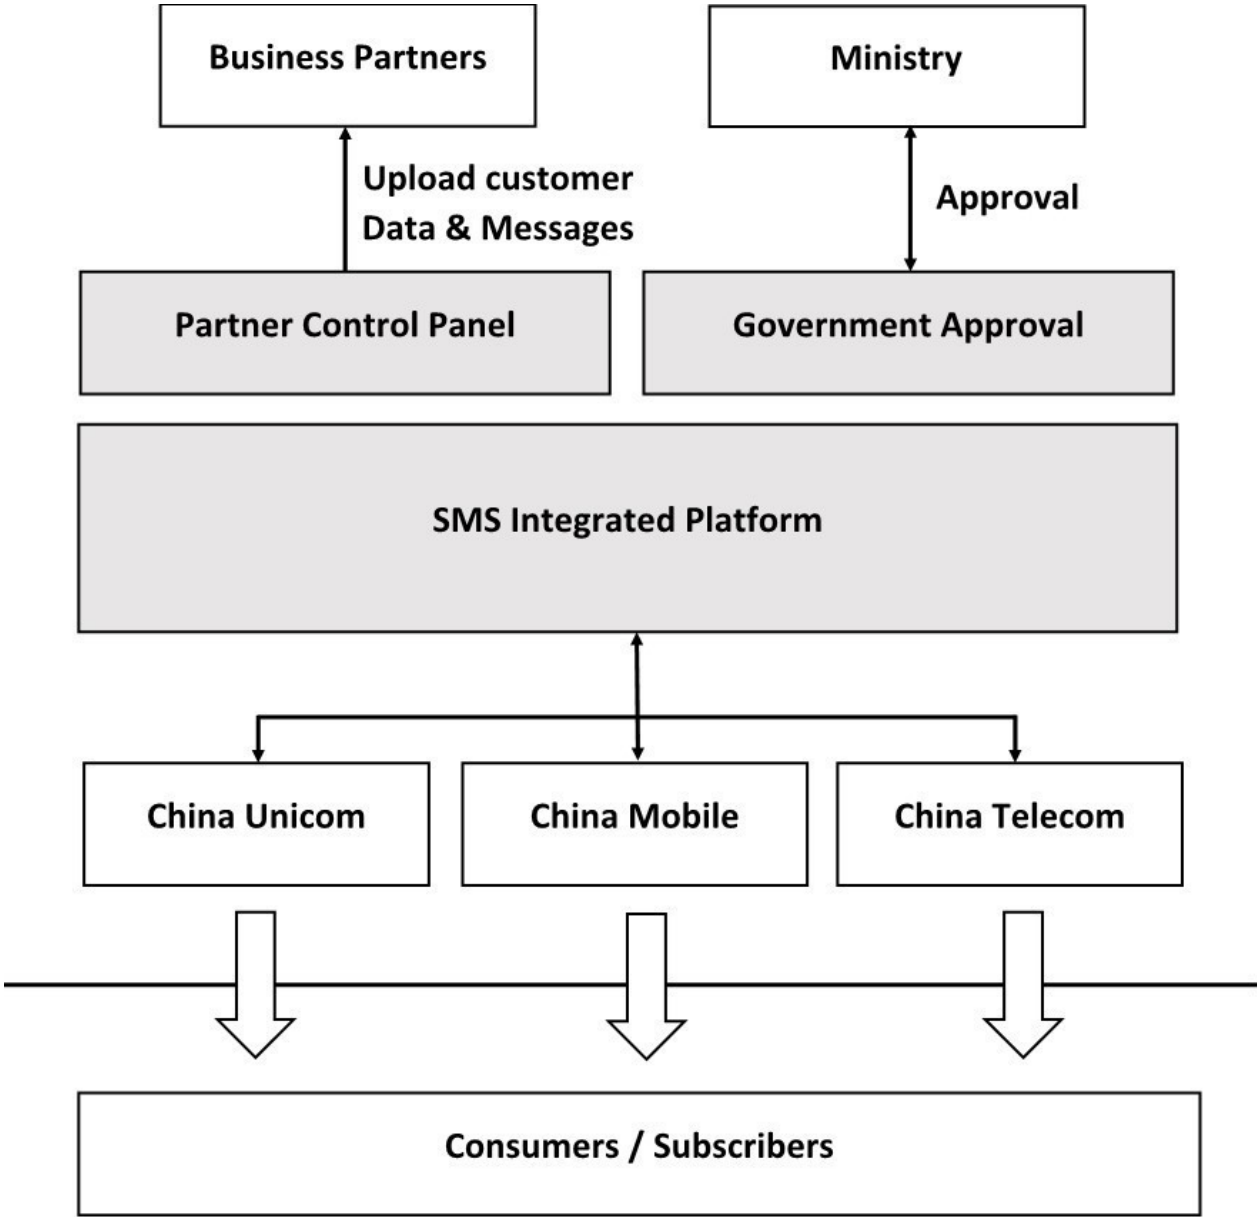 Business Partners
Ministry
Upload customer
Data & Messages
Approval
Partner Control Panel
Government Approval
SMS Integrated Platform
China Unicom
China Mobile
China Telecom
Consumers / Subscribers